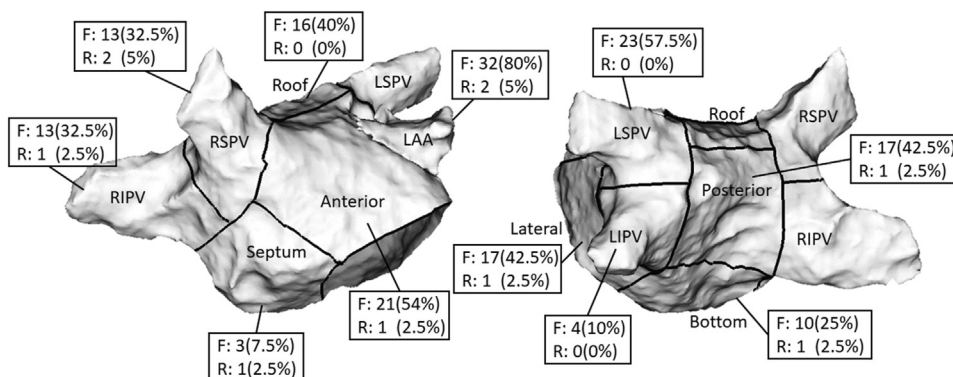 F: 13(32.5%)
R: 2 (5%)
F: 16(40%)
R: 0 (0%)
Roof
LSPV
F: 32(80%)
R: 2 (5%)
LAA
RSPV
F: 13(32.5%)
R: 1 (2.5%)
RIPV
Anterior
Septum
F: 21(54%)
R: 1 (2.5%)
F: 3(7.5%)
R: 1(2.5%)
F: 23(57.5%)
R: 0 (0%)
Roof
RSPV
LSPV
F: 17(42.5%)
R: 1 (2.5%)
Posterior
Lateral
LIPV
RIPV
F: 17(42.5%)
R: 1 (2.5%)
F: 4(10%)
R: 0(0%)
Bottom
F: 10(25%)
R: 1 (2.5%)